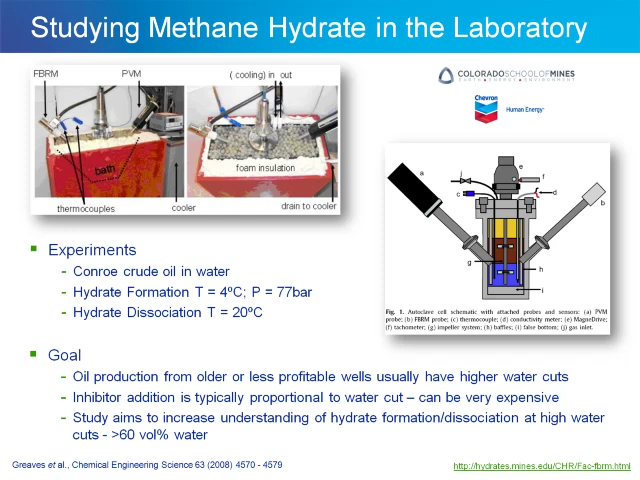 Studying Methane Hydrate in the Laboratory
FBRM PVM ( cooling) in out
COLORADOSCHOOLOFMINES
EARTH • ENERGY • ENVIRONMENT
Chevron
Human Energy®
bath
foam insulation
thermocouples cooler drain to cooler
a
j
e
f
c
d
b
g
h
i
Fig. 1. Autoclave cell schematic with attached probes and sensors: (a) PVM
probe; (b) FBRM probe; (c) thermocouple; (d) conductivity meter; (e) MagneDrive;
(f) tachometer; (g) impeller system; (h) baffles; (i) false bottom; (j) gas inlet.
▪ Experiments
- Conroe crude oil in water
- Hydrate Formation T = 4ºC; P = 77bar
- Hydrate Dissociation T = 20ºC
▪ Goal
- Oil production from older or less profitable wells usually have higher water cuts
- Inhibitor addition is typically proportional to water cut – can be very expensive
- Study aims to increase understanding of hydrate formation/dissociation at high water
cuts - >60 vol% water
Greaves et al., Chemical Engineering Science 63 (2008) 4570 - 4579
http://hydrates.mines.edu/CHR/Fac-fbrm.html